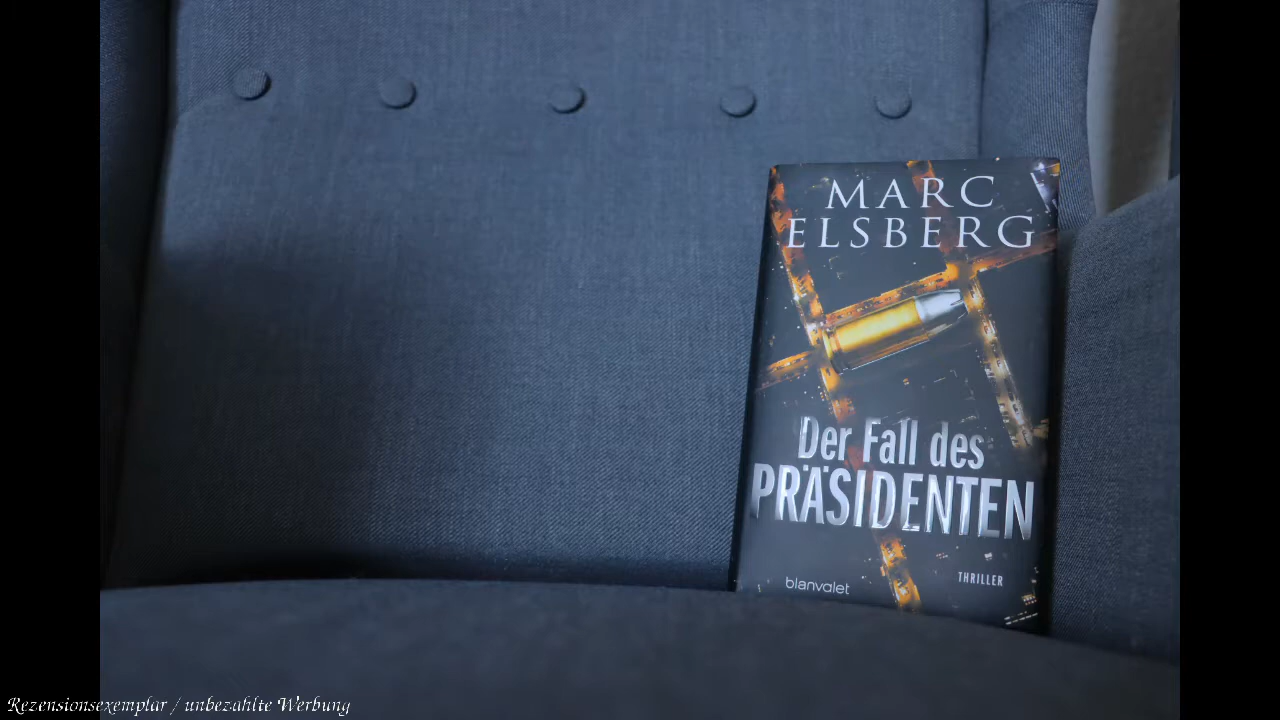 MARC
ELSBERG
Der Fall des
PRÄSIDENTEN
blanvalet
THRILLER
Rezensionsexemplar / unbezahlte Werbung